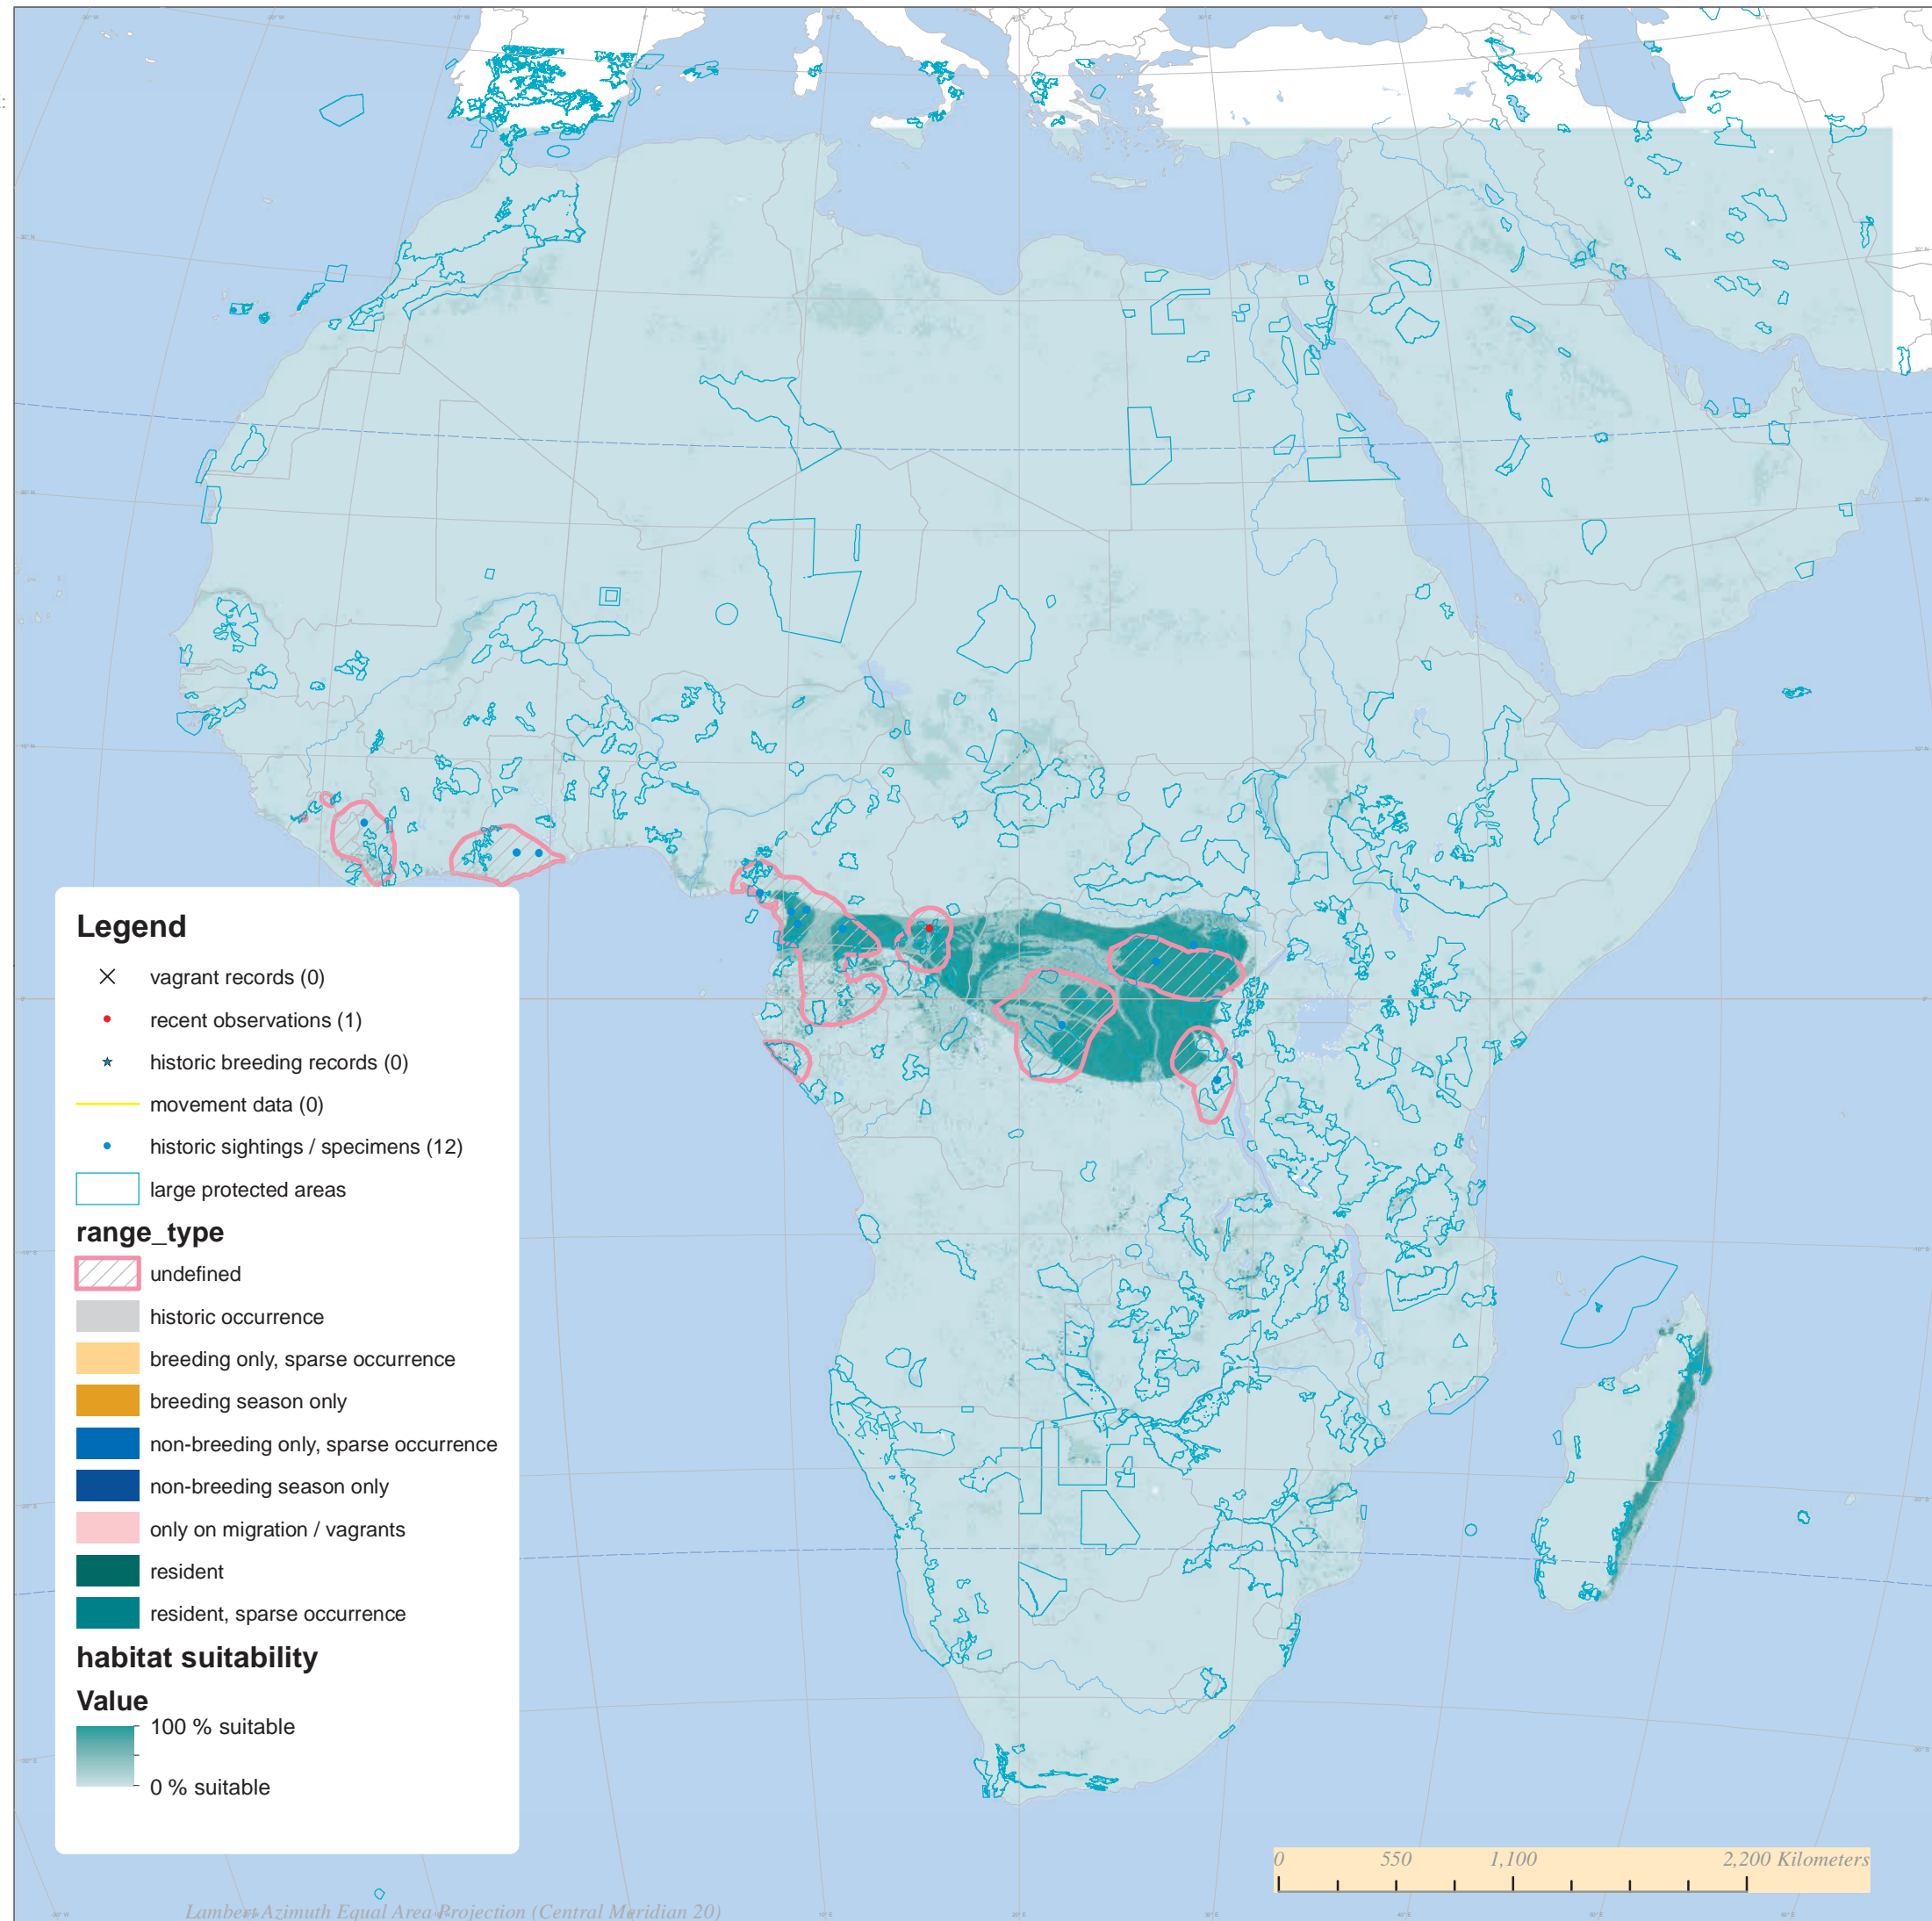 Legend
vagrant records (0)
recent observations (1)
historic breeding records (0)
movement data (0)
historic sightings / specimens (12)
large protected areas
range_type
undefined
historic occurrence
breeding only, sparse occurrence
breeding season only
non-breeding only, sparse occurrence
non-breeding season only
only on migration / vagrants
resident
resident, sparse occurrence
habitat suitability
Value
100 % suitable
0 % suitable
0 550 1,100 2,200 Kilometers
Lambert Azimuth Equal Area Projection (Central Meridian 20)